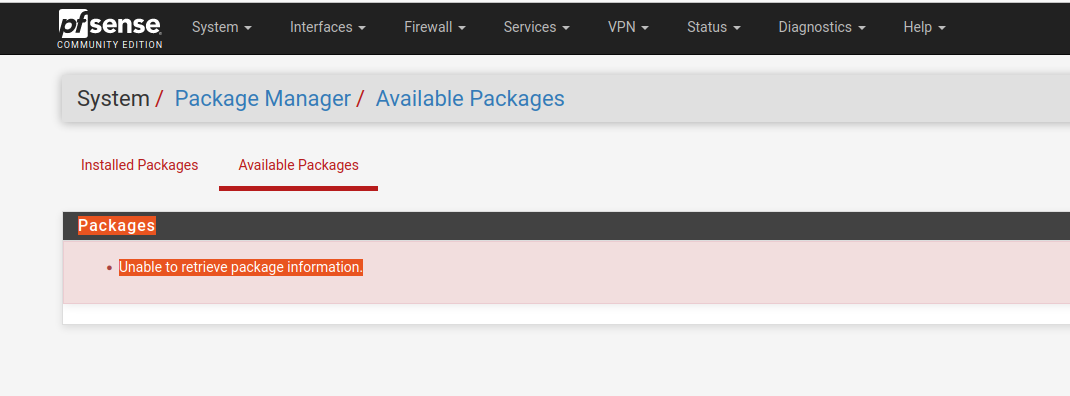 pfsense
COMMUNITY EDITION
System Interfaces Firewall Services VPN Status Diagnostics Help
System / Package Manager / Available Packages
Installed Packages Available Packages
Packages
• Unable to retrieve package information.